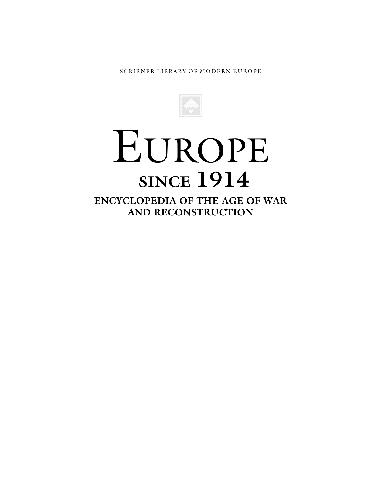 SCRIBNER LIBRARY OF MODERN EUROPE
EUROPE
SINCE 1914
ENCYCLOPEDIA OF THE AGE OF WAR
AND RECONSTRUCTION